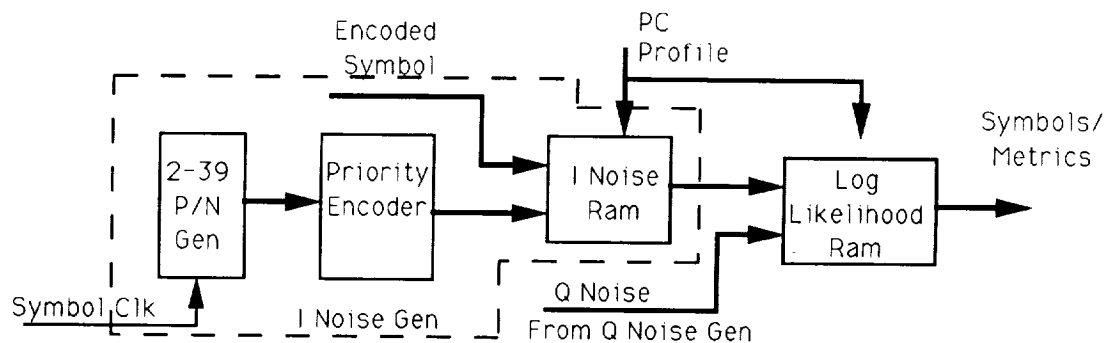 Encoded
Symbol
PC
Profile
Symbols/
Metrics
2-39
P/N
Gen
Priority
Encoder
I Noise
Ram
Log
Likelihood
Ram
Symbol Clk
I Noise Gen
Q Noise
From Q Noise Gen